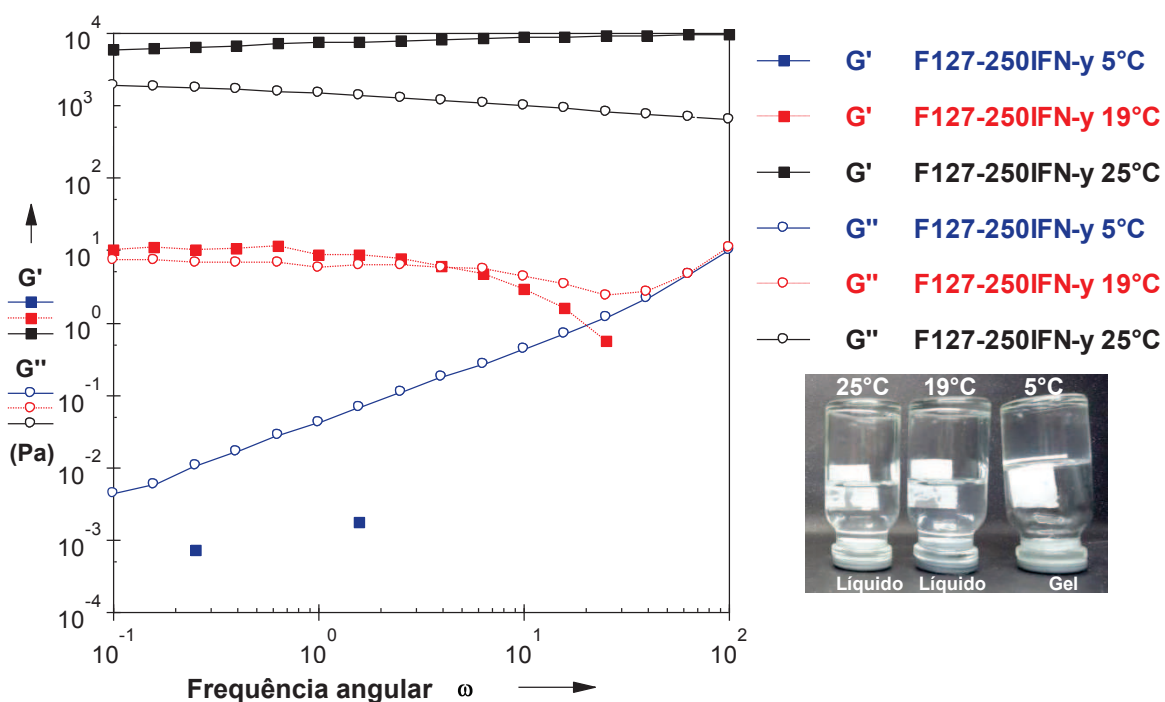 10^4
10^3
10^2
10^1
10^0
10^-1
10^-2
10^-3
10^-4
G'
G''
(Pa)
10^-1
10^0
10^1
10^2
Frequência angular ω
G' F127-250IFN-y 5°C
G' F127-250IFN-y 19°C
G' F127-250IFN-y 25°C
G'' F127-250IFN-y 5°C
G'' F127-250IFN-y 19°C
G'' F127-250IFN-y 25°C
25°C 19°C 5°C
Líquido Líquido Gel